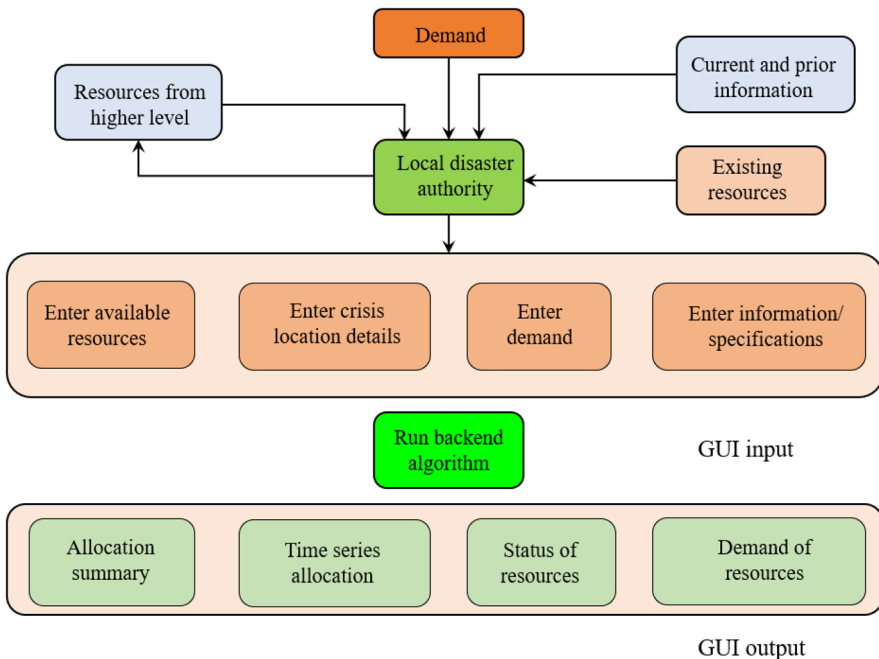 Demand
Resources from
higher level
Current and prior
information
Local disaster
authority
Existing
resources
Enter available
resources
Enter crisis
location details
Enter
demand
Enter information/
specifications
Run backend
algorithm
GUI input
Allocation
summary
Time series
allocation
Status of
resources
Demand of
resources
GUI output